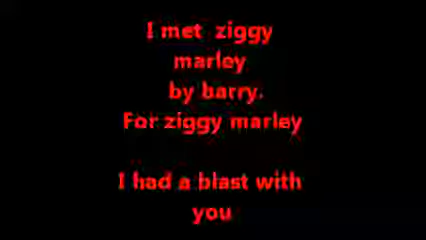 I met ziggy
marley
by barry.
For ziggy marley
I had a blast with
you